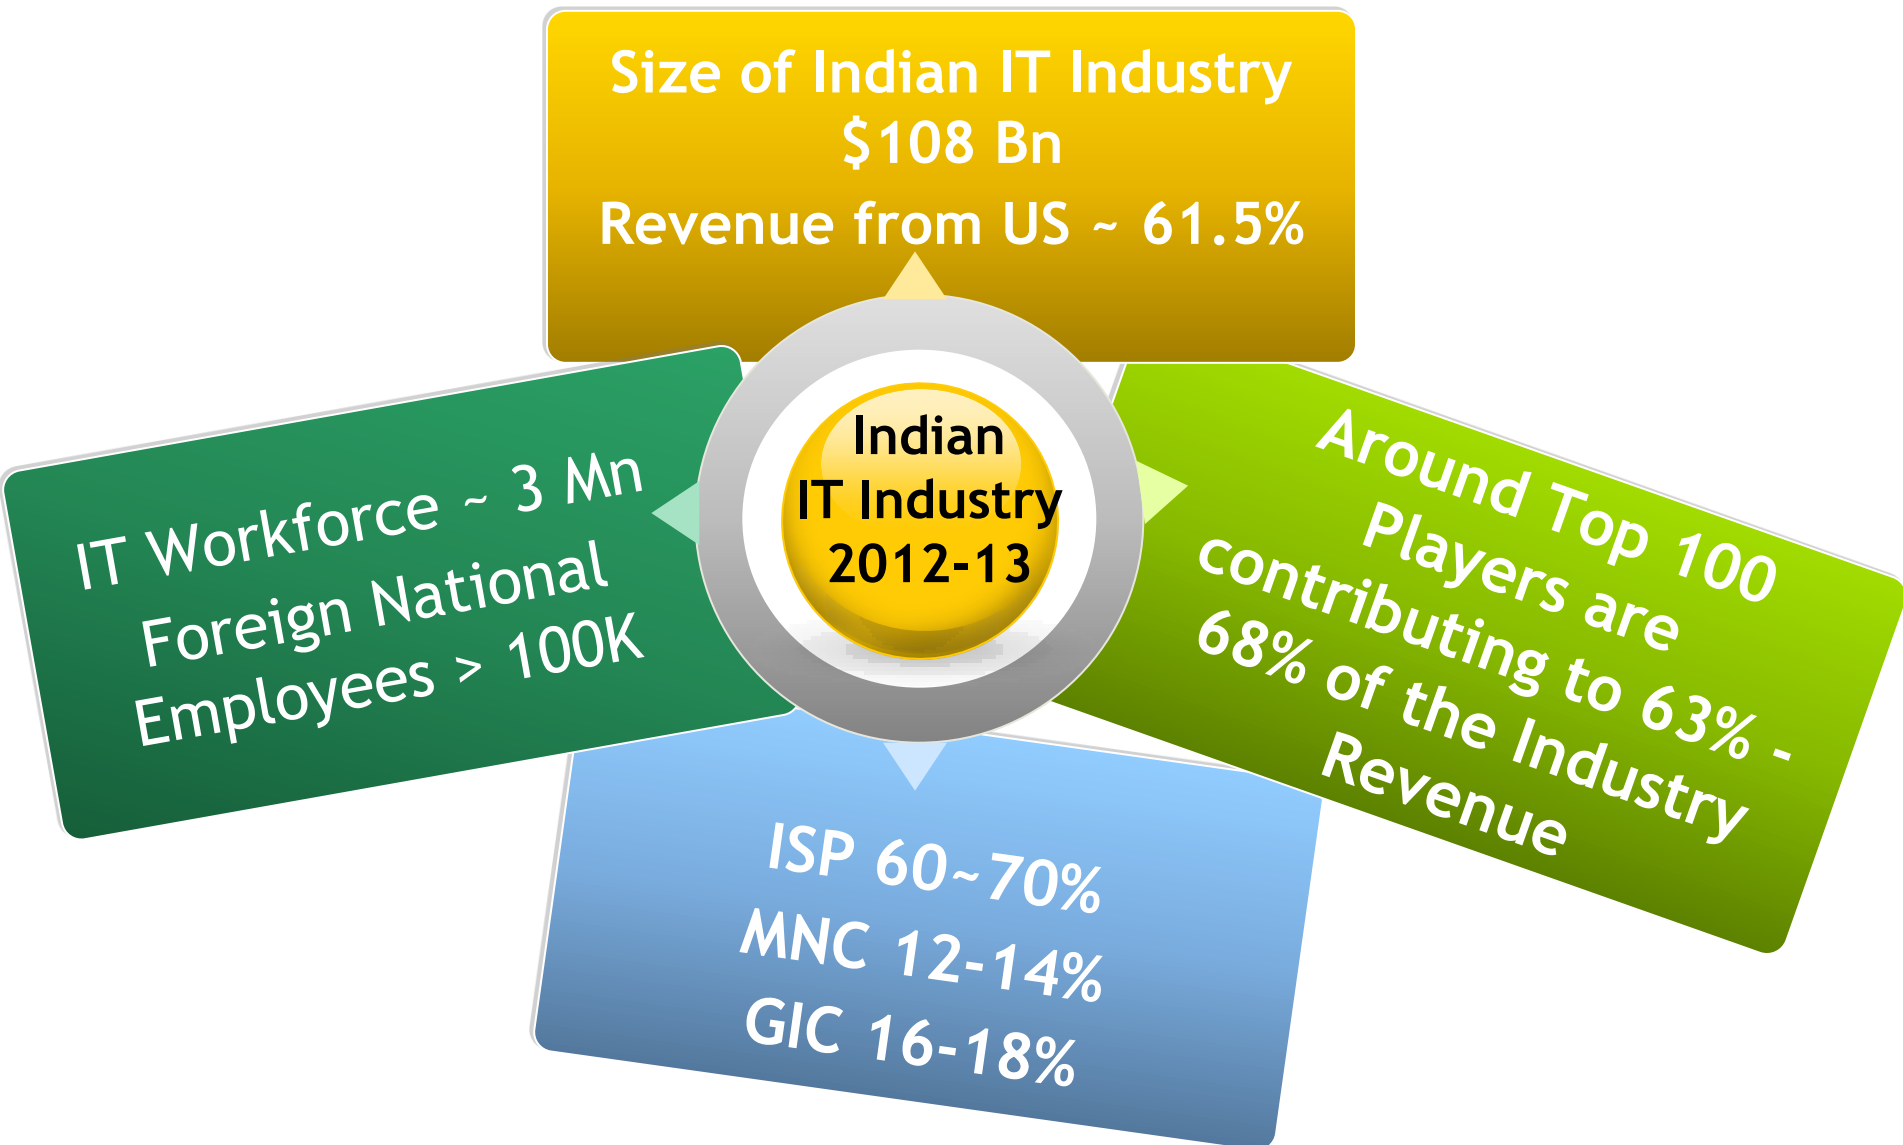 Size of Indian IT Industry
$108 Bn
Revenue from US ~ 61.5%
Indian
IT Industry
2012-13
IT Workforce ~ 3 Mn
Foreign National
Employees > 100K
Around Top 100
Players are
contributing to 63% -
68% of the Industry
Revenue
ISP 60~70%
MNC 12-14%
GIC 16-18%